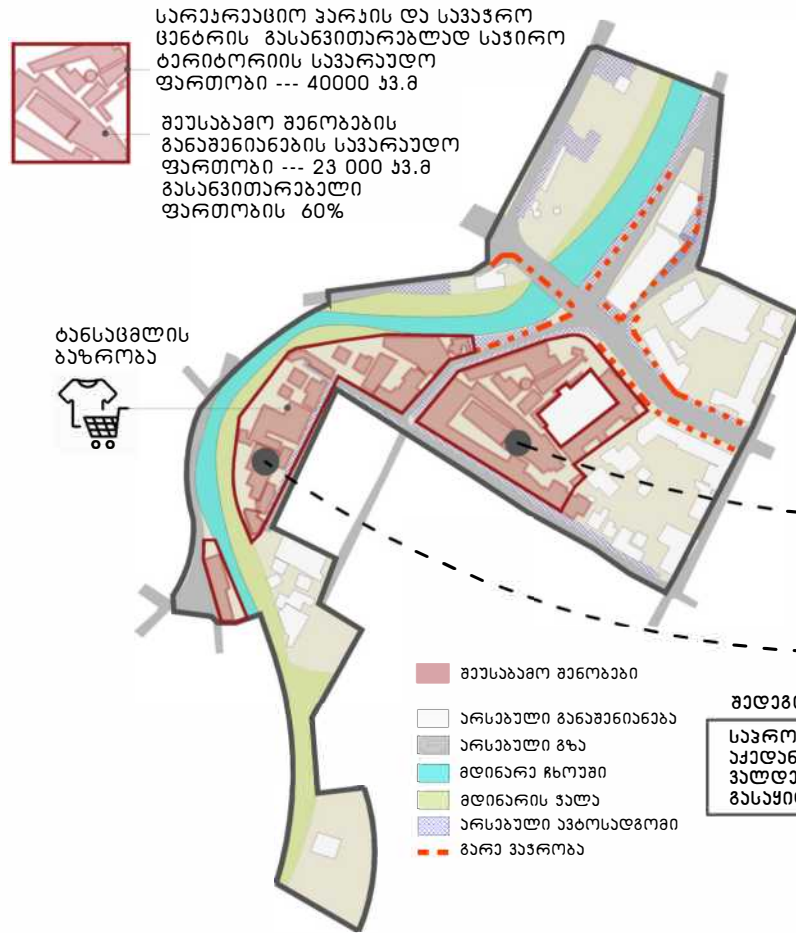 სარეკრეაციო პარკის და სავაჭრო
ცენტრის გასანვითარებლად საჭირო
ტერიტორიის სავარაუდო
ფართობი --- 40000 კვ.მ
შეუსაბამო შენობების
განაშენიანების სავარაუდო
ფართობი --- 23 000 კვ.მ
გასანვითარებელი
ფართობის 60%
ტანსაცმლის
ბაზრობა
შეუსაბამო შენობები
არსებული განაშენიანება
არსებული გზა
მდინარე ჩხოუში
მდინარის ჭალა
არსებული ავტოსადგომი
გარე ვაჭრობა